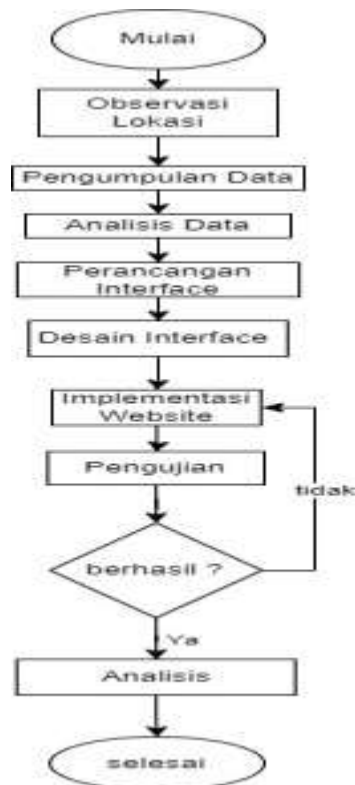 Mulai
Observasi
Lokasi
Pengumpulan Data
Analisis Data
Perancangan
Interface
Desain Interface
Implementasi
Website
Pengujian
tidak
berhasil ?
Ya
Analisis
selesai